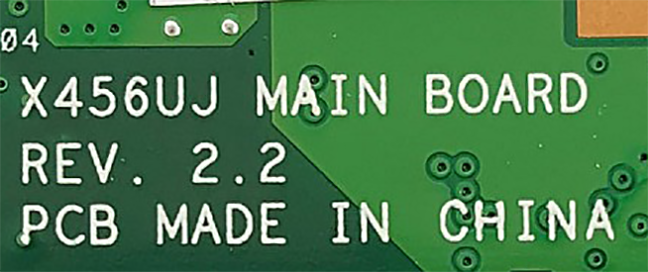 04
X456UJ MAIN BOARD
REV. 2.2
PCB MADE IN CHINA